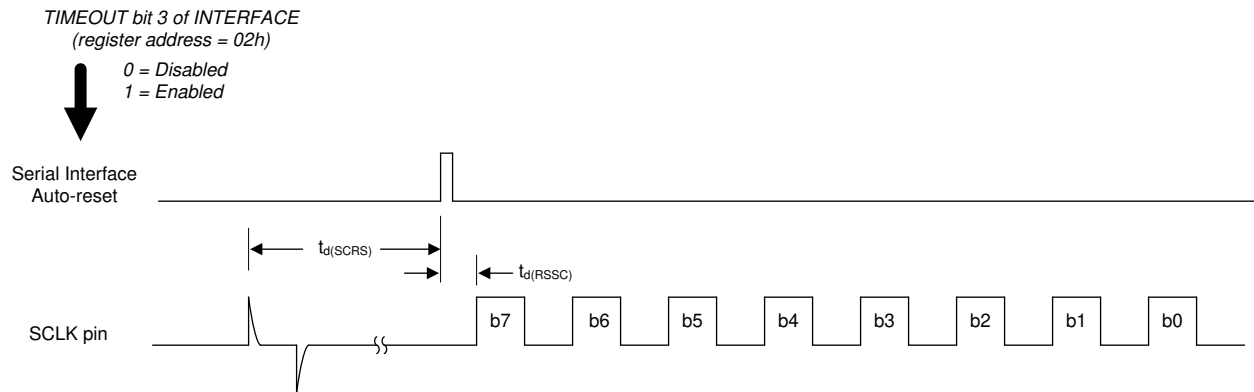 TIMEOUT bit 3 of INTERFACE
(register address = 02h)
0 = Disabled
1 = Enabled
Serial Interface
Auto-reset
td(SCRS)
td(RSSC)
SCLK pin
b7 b6 b5 b4 b3 b2 b1 b0